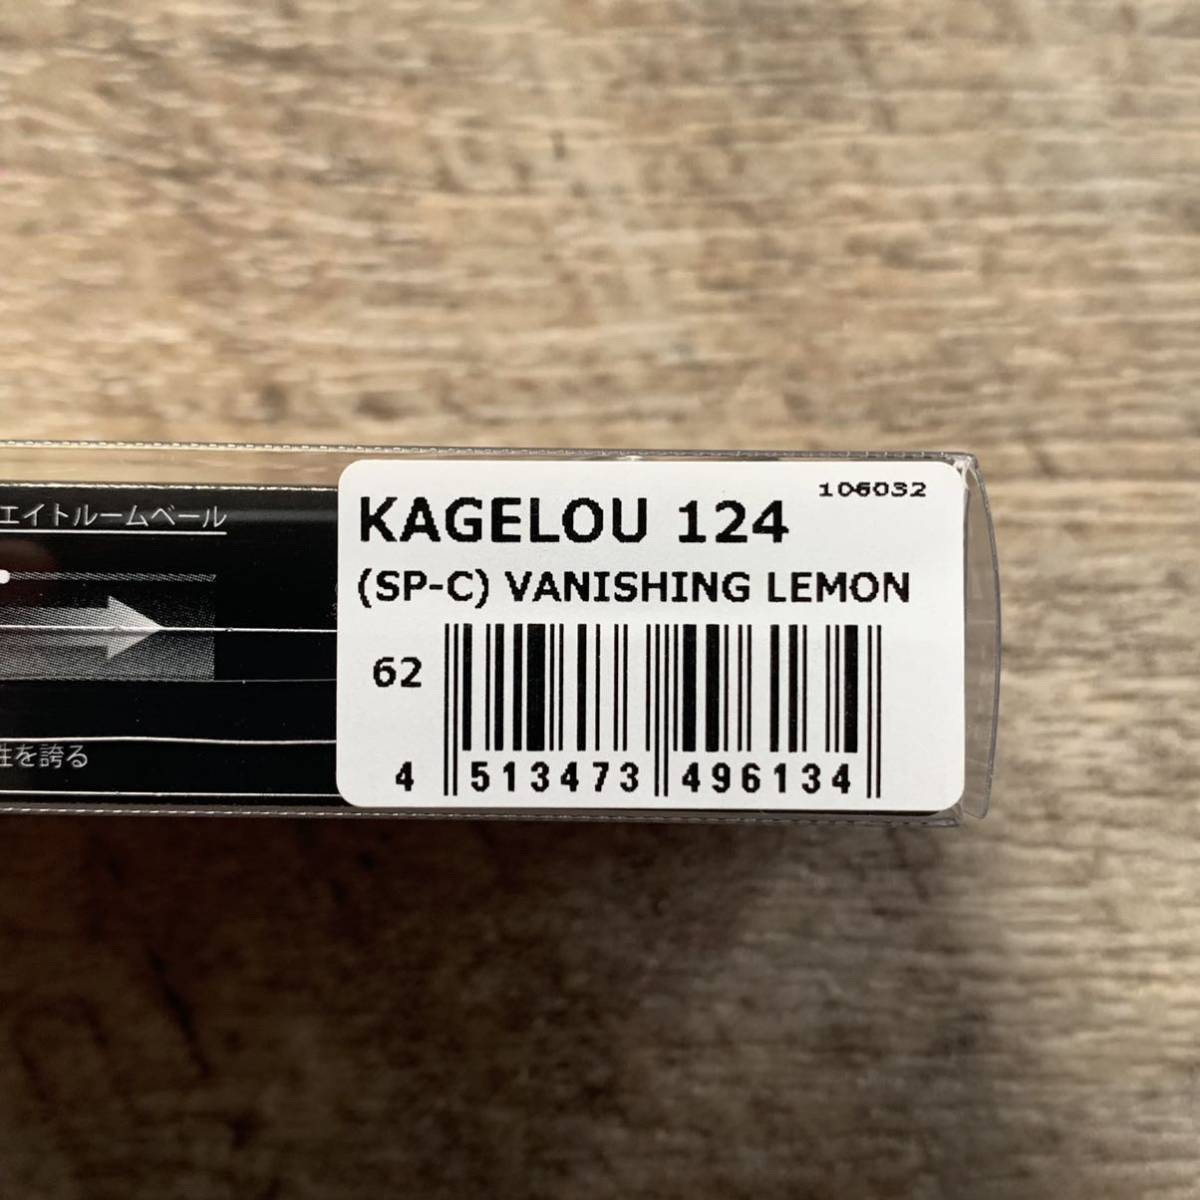 エイトルームベール
性を誇る
KAGELOU 124
106032
(SP-C) VANISHING LEMON
62
4 513473 496134